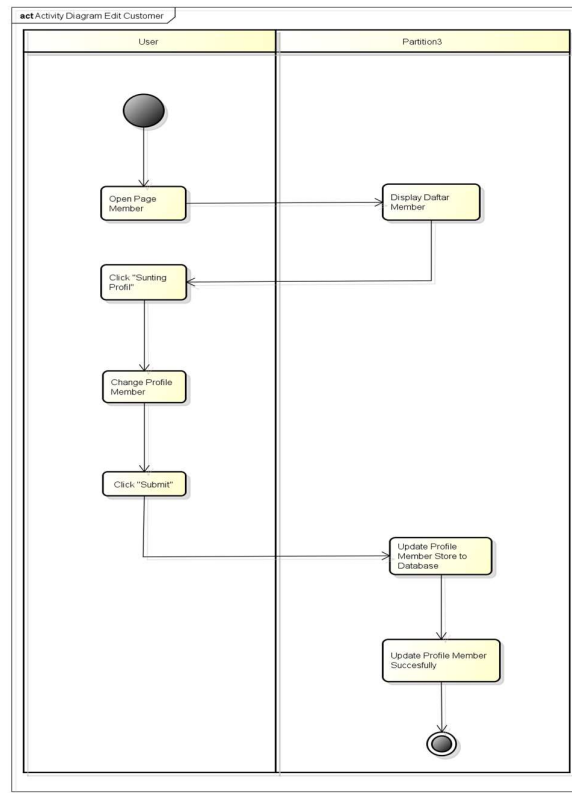 act Activity Diagram Edit Customer
User
Partition3
Open Page
Member
Display Daftar
Member
Click "Sunting
Profil"
Change Profile
Member
Click "Submit"
Update Profile
Member Store to
Database
Update Profile Member
Succesfully